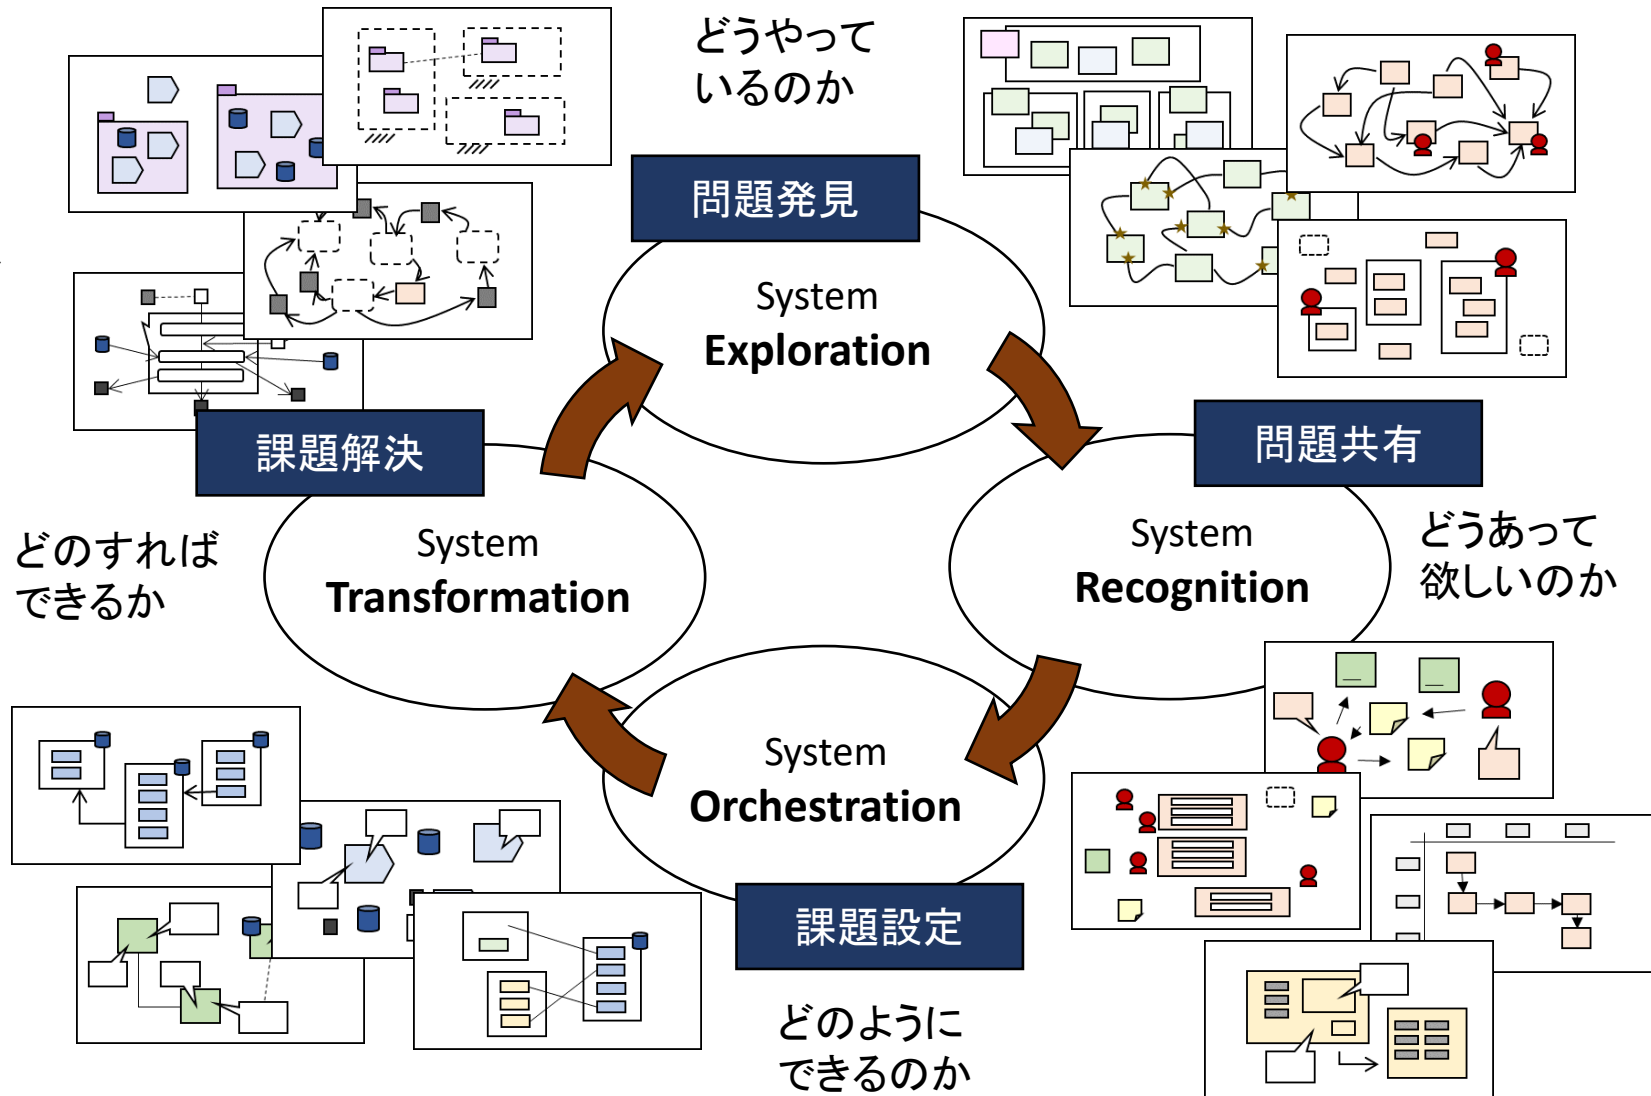 どうやって
いるのか
問題発見
System
Exploration
課題解決
問題共有
どのすれば
できるか
System
Transformation
System
Recognition
どうあって
欲しいのか
System
Orchestration
課題設定
どのように
できるのか